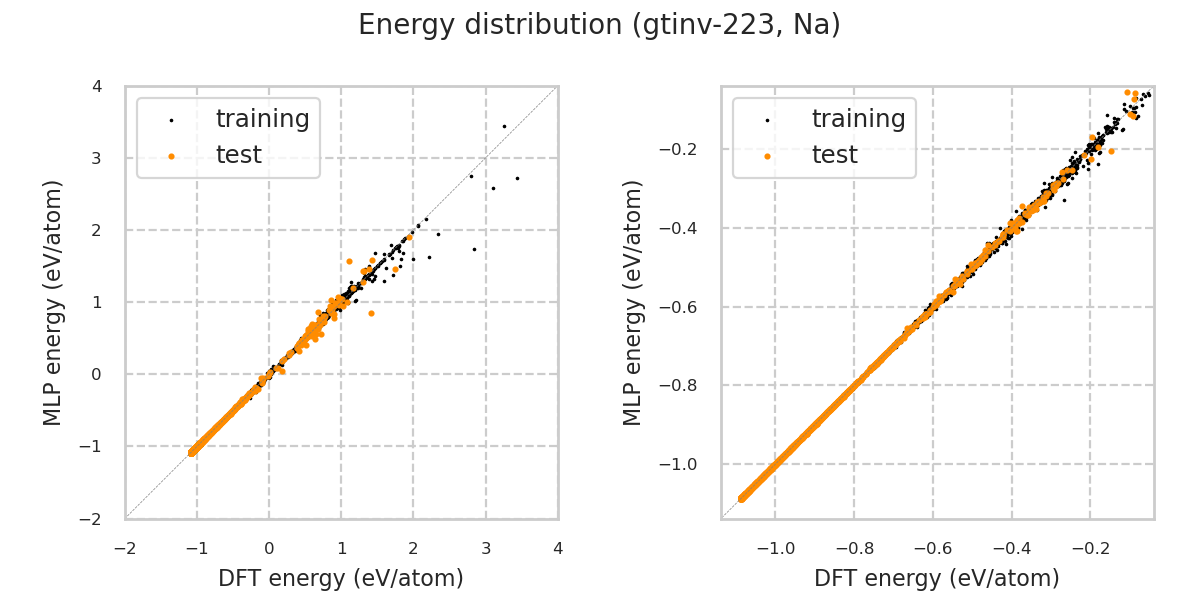 Energy distribution (gtinv-223, Na)
training
test
4
3
2
1
0
−1
−2
−2
−1
0
1
2
3
4
MLP energy (eV/atom)
DFT energy (eV/atom)
training
test
−0.2
−0.4
−0.6
−0.8
−1.0
−1.0
−0.8
−0.6
−0.4
−0.2
MLP energy (eV/atom)
DFT energy (eV/atom)